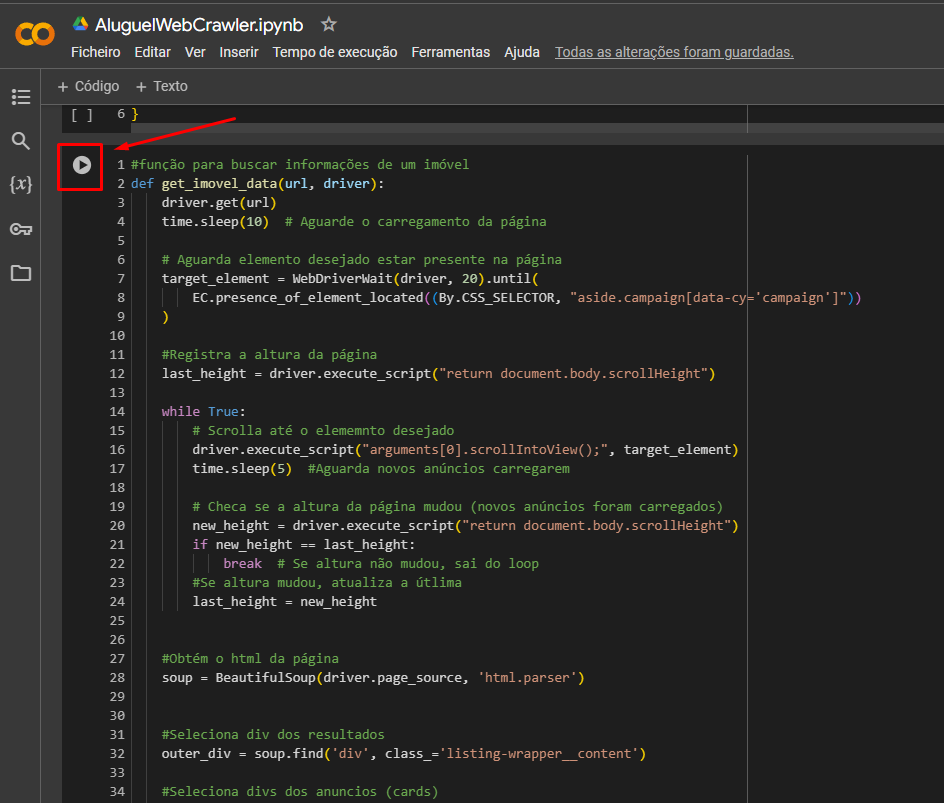 AluguelWebCrawler.ipynb
Ficheiro Editar Ver Inserir Tempo de execução Ferramentas Ajuda Todas as alterações foram guardadas.
+ Código + Texto
[ ] 6 }
1 #função para buscar informações de um imóvel
2 def get_imovel_data(url, driver):
3 driver.get(url)
4 time.sleep(10) # Aguarde o carregamento da página
5
6 # Aguarda elemento desejado estar presente na página
7 target_element = WebDriverWait(driver, 20).until(
8 EC.presence_of_element_located((By.CSS_SELECTOR, "aside.campaign[data-cy='campaign']"))
9 )
10
11 #Registra a altura da página
12 last_height = driver.execute_script("return document.body.scrollHeight")
13
14 while True:
15 # Scrolla até o elememnto desejado
16 driver.execute_script("arguments[0].scrollIntoView();", target_element)
17 time.sleep(5) #Aguarda novos anúncios carregarem
18
19 # Checa se a altura da página mudou (novos anúncios foram carregados)
20 new_height = driver.execute_script("return document.body.scrollHeight")
21 if new_height == last_height:
22 break # Se altura não mudou, sai do loop
23 #Se altura mudou, atualiza a útlima
24 last_height = new_height
25
26
27 #Obtém o html da página
28 soup = BeautifulSoup(driver.page_source, 'html.parser')
29
30
31 #Seleciona div dos resultados
32 outer_div = soup.find('div', class_='listing-wrapper__content')
33
34 #Seleciona divs dos anuncios (cards)